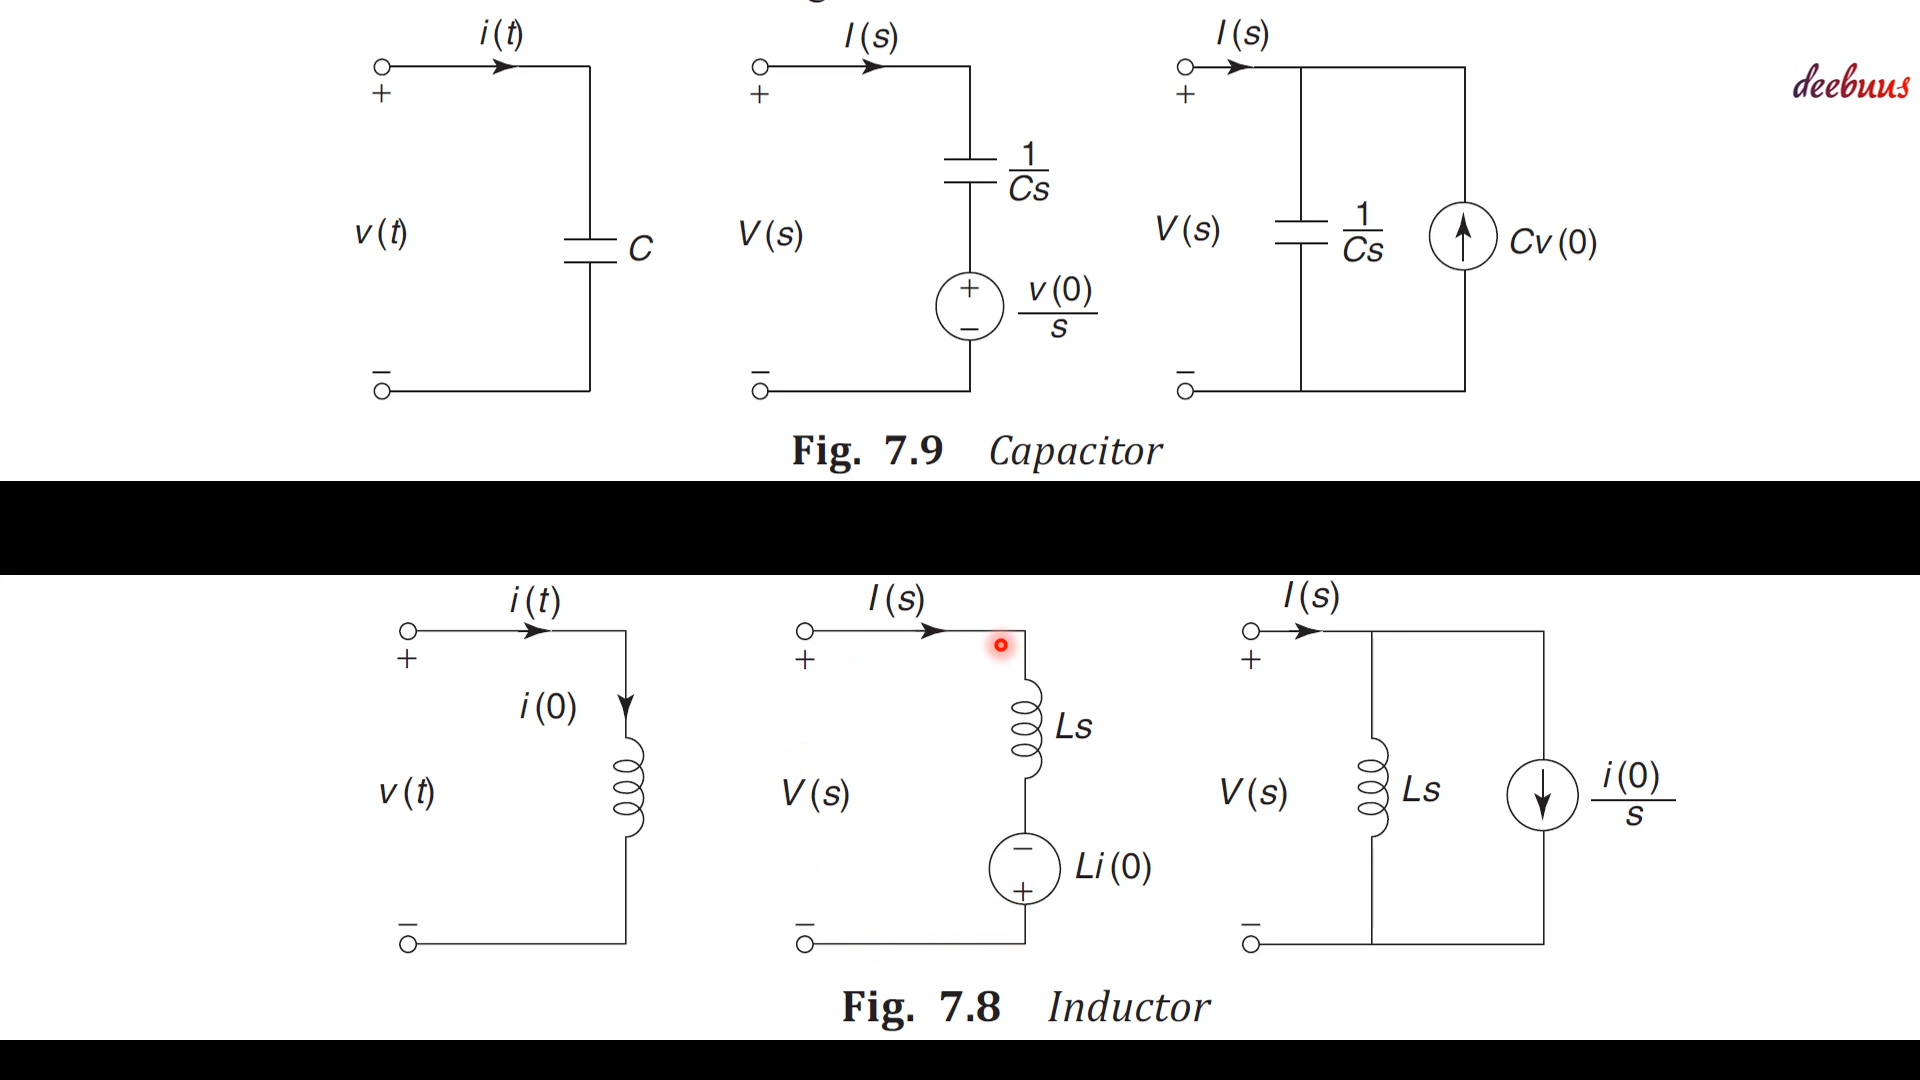 i(t)
I(s)
I(s)
deebuus
+
+
+
1
Cs
v(t)
C
V(s)
V(s)
1
Cs
Cv(0)
+
−
v(0)
s
−
−
−
Fig. 7.9 Capacitor
i(t)
I(s)
I(s)
+
+
+
i(0)
Ls
v(t)
V(s)
V(s)
Ls
i(0)
s
−
+
Li(0)
−
−
−
Fig. 7.8 Inductor